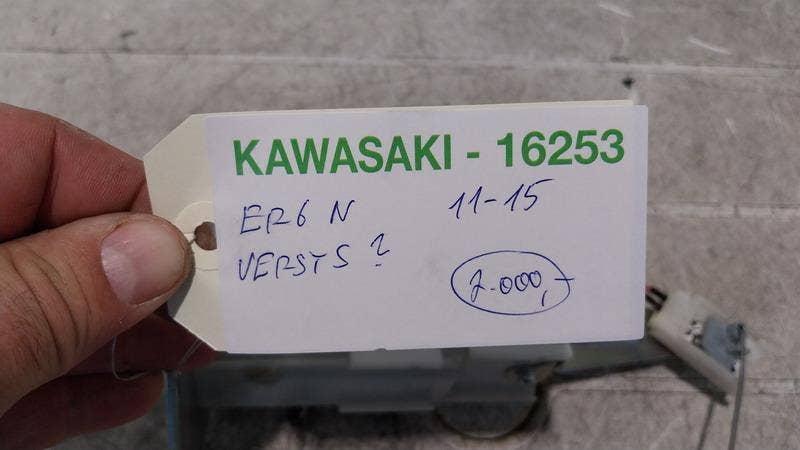 KAWASAKI - 16253
ER6 N 11-15
VERSYS ?
2.000,-